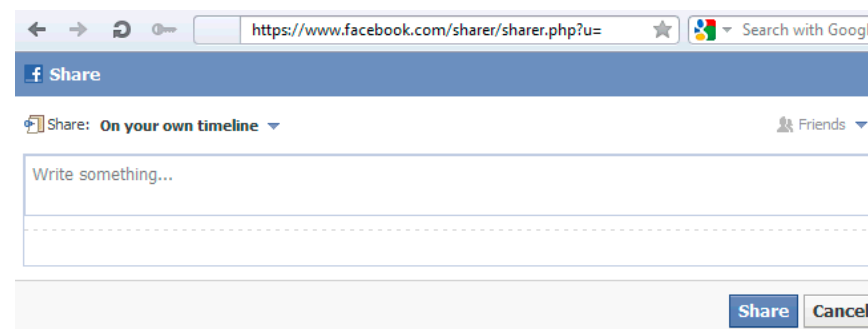 https://www.facebook.com/sharer/sharer.php?u= Search with Googl
f Share
Share: On your own timeline Friends
Write something...
Share Cancel